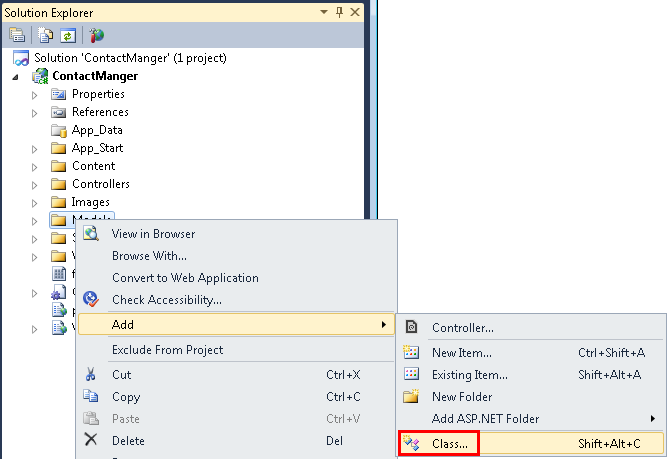 Solution Explorer
Solution 'ContactManger' (1 project)
ContactManger
Properties
References
App_Data
App_Start
Content
Controllers
Images
Models
View in Browser
Browse With...
Convert to Web Application
Check Accessibility...
Add
Exclude From Project
Cut Ctrl+X
Copy Ctrl+C
Paste Ctrl+V
Delete Del
Controller...
New Item... Ctrl+Shift+A
Existing Item... Shift+Alt+A
New Folder
Add ASP.NET Folder
Class... Shift+Alt+C